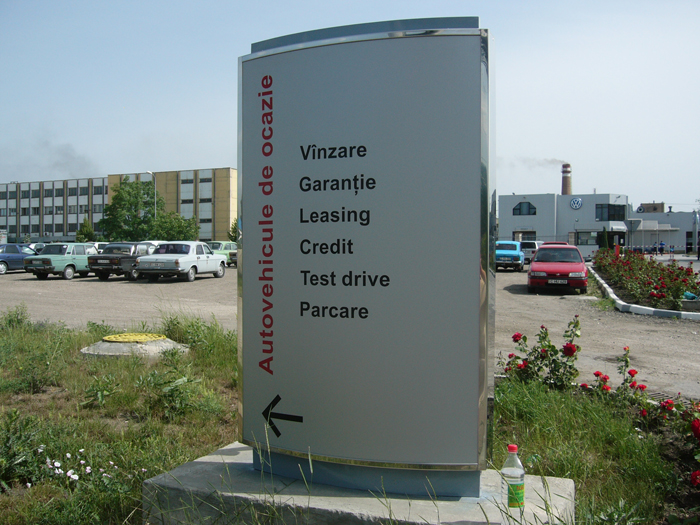 Autovehicule de ocazie
Vînzare
Garanție
Leasing
Credit
Test drive
Parcare